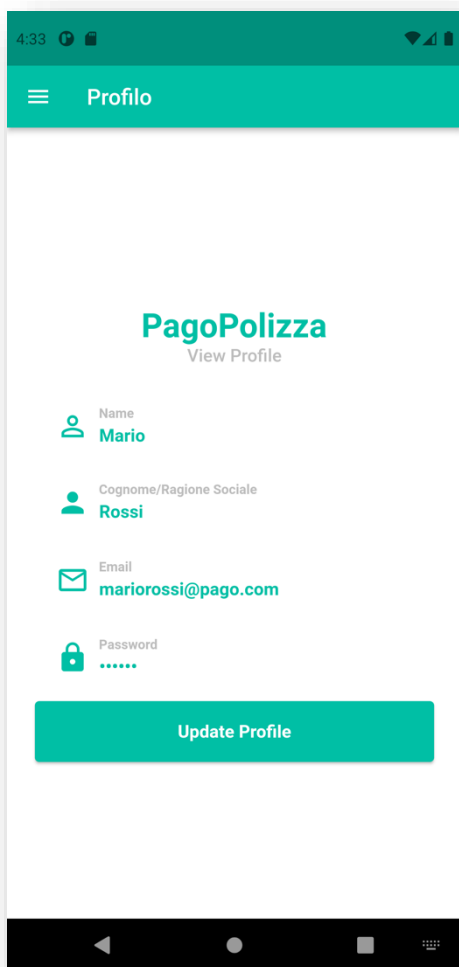 4:33
Profilo
PagoPolizza
View Profile
Name
Mario
Cognome/Ragione Sociale
Rossi
Email
mariorossi@pago.com
Password
••••••
Update Profile